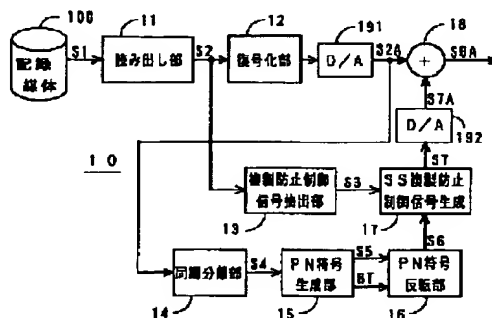 100
記録
媒体
S1
11
読み出し部
S2
12
復号化部
191
D/A
S2A
18
+
S8A
S7A
D/A
192
10
複製防止制御
信号抽出部
13
S3
S7
SS複製防止
制御信号生成
17
S6
同期分離部
14
S4
PN符号
生成部
15
S5
BT
PN符号
反転部
16